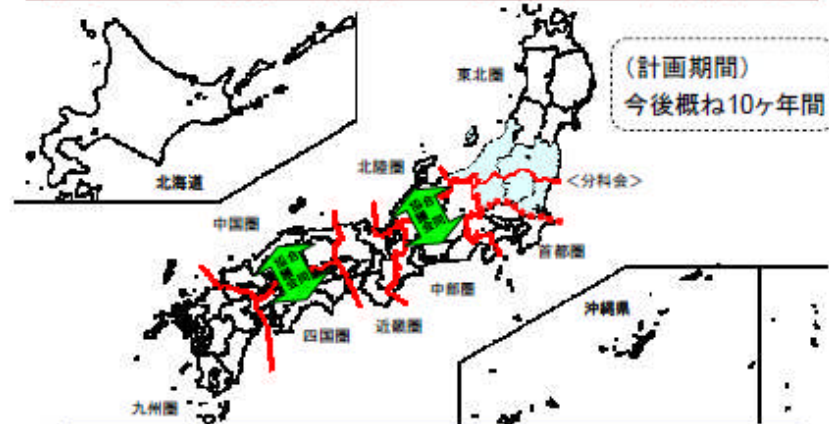 (計画期間)
今後概ね10ヶ年間
東北圏
北海道
北陸圏
<分科会>
中国圏
首都圏
中部圏
沖縄県
近畿圏
四国圏
九州圏